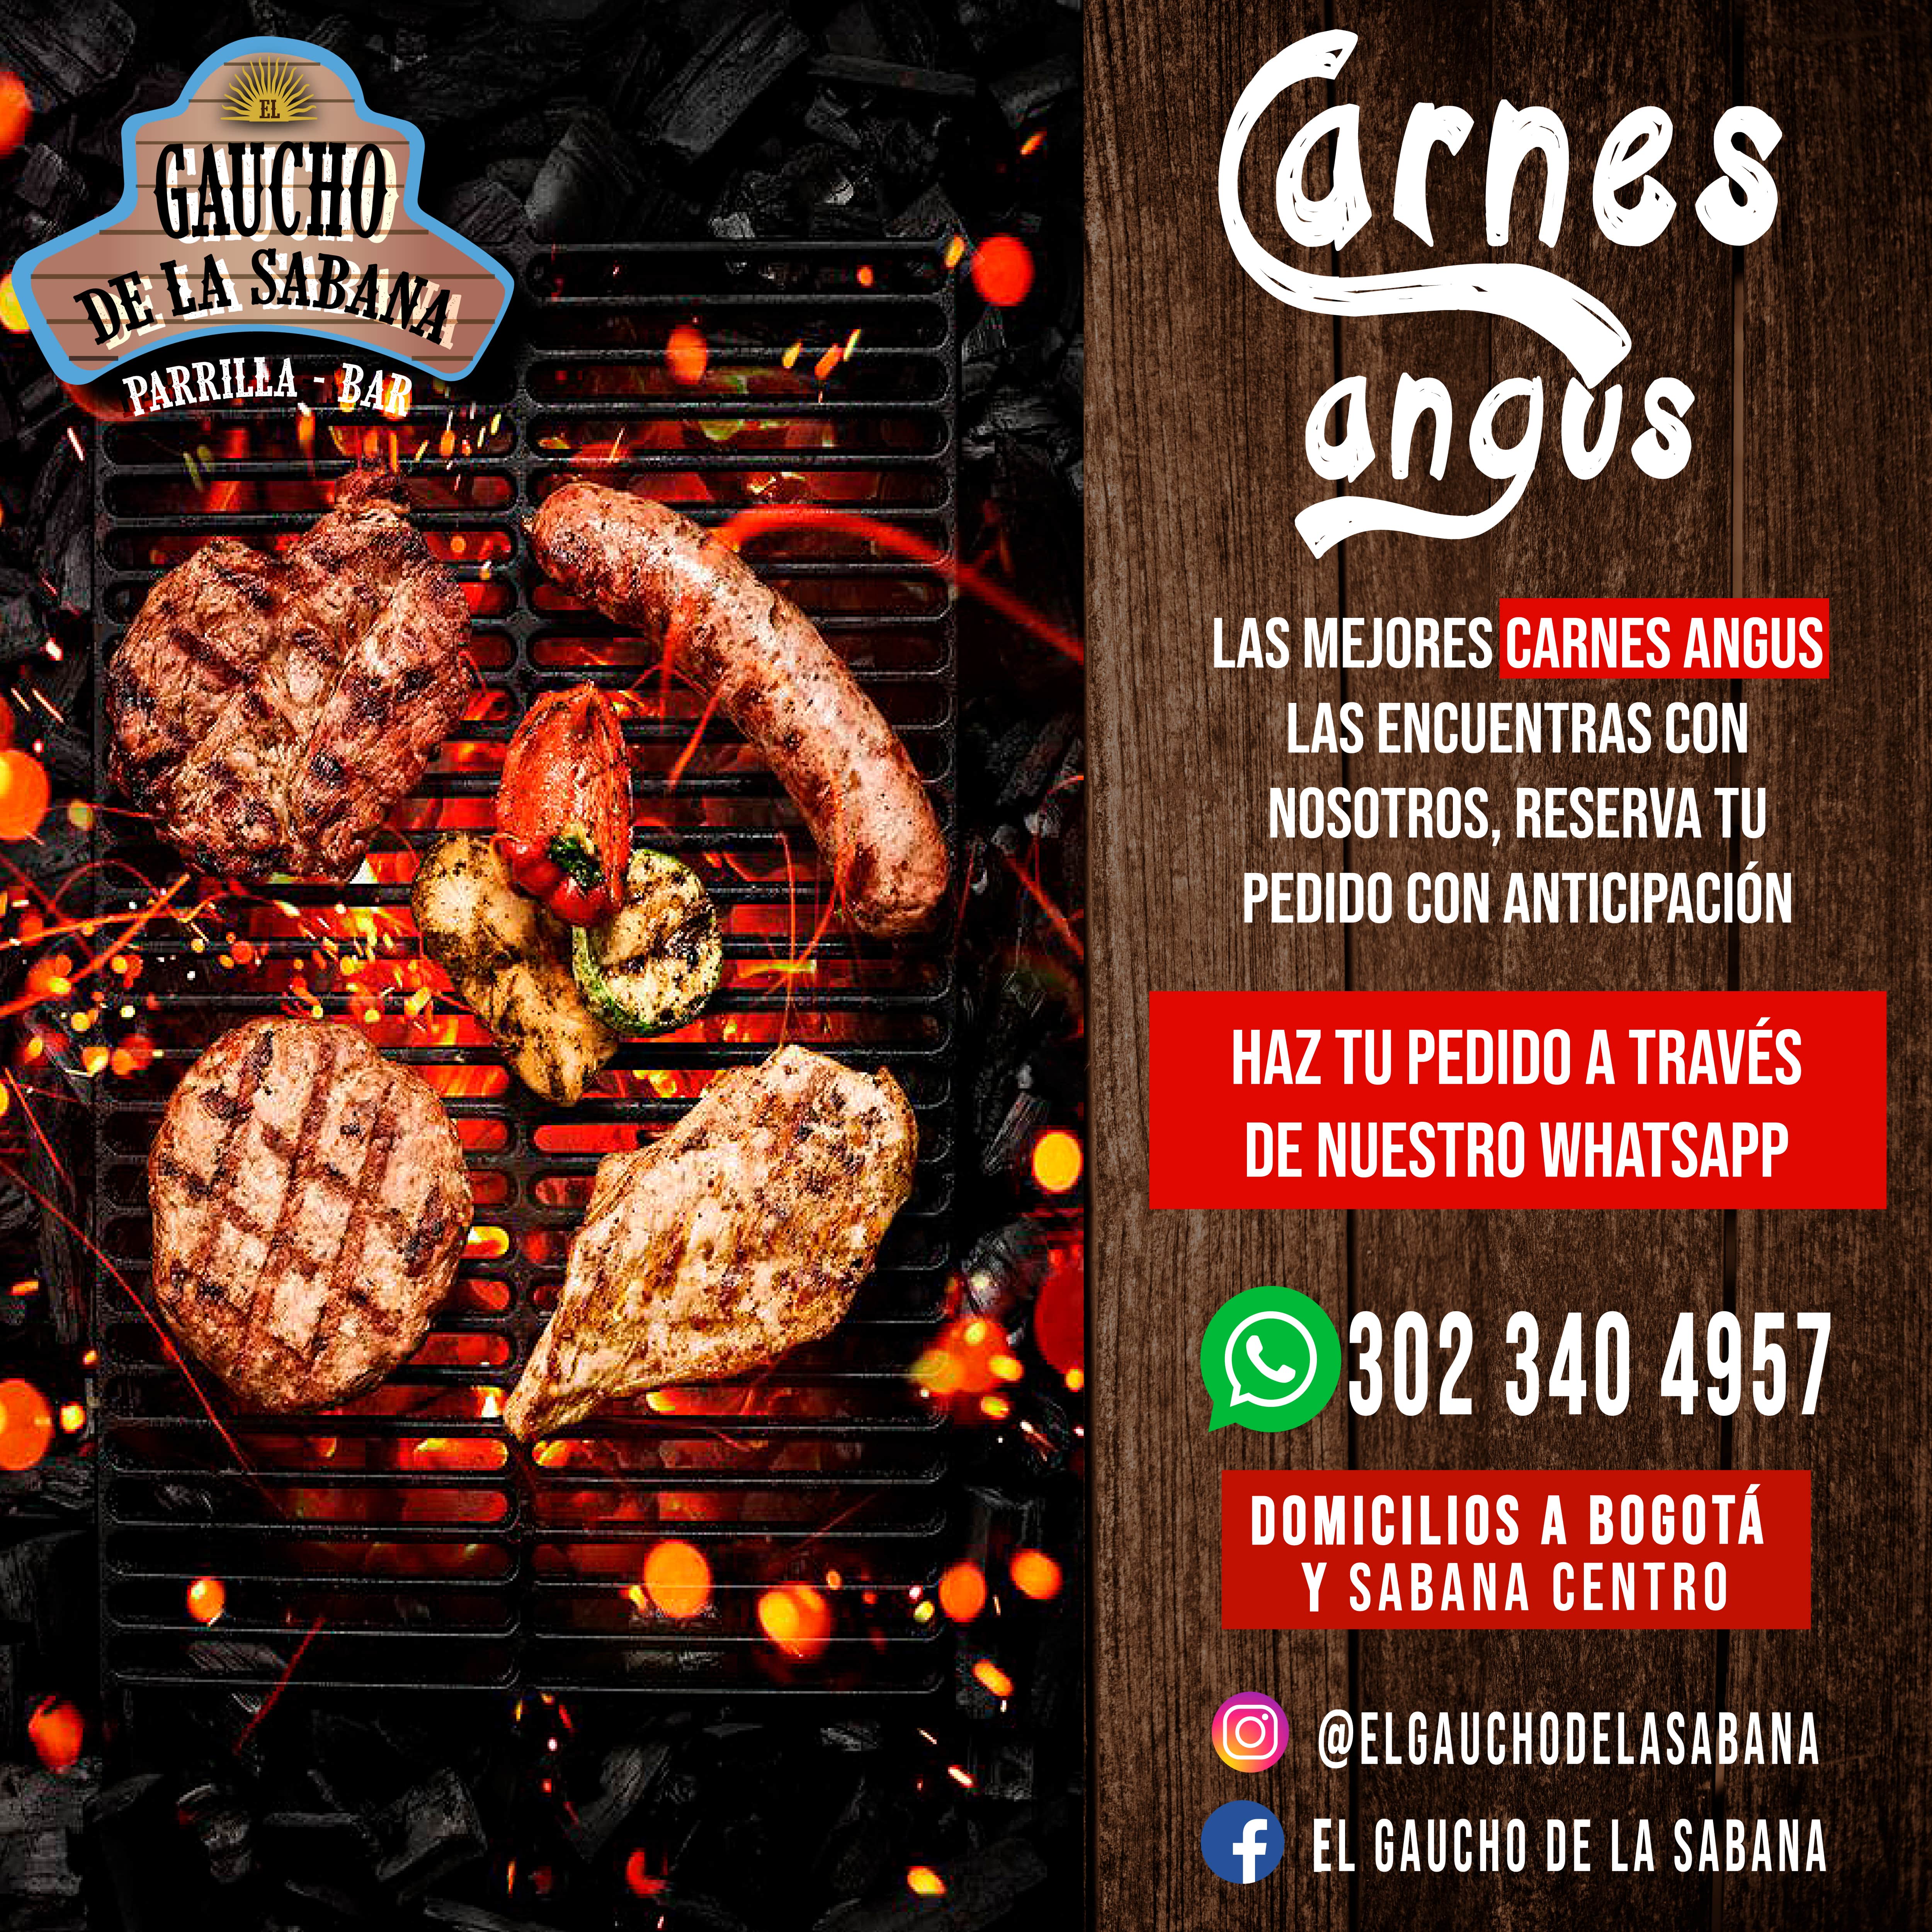 EL
GAUCHO
DE LA SABANA
PARRILLA - BAR
Carnes
angus
LAS MEJORES CARNES ANGUS
LAS ENCUENTRAS CON
NOSOTROS, RESERVA TU
PEDIDO CON ANTICIPACIÓN
HAZ TU PEDIDO A TRAVÉS
DE NUESTRO WHATSAPP
302 340 4957
DOMICILIOS A BOGOTÁ
Y SABANA CENTRO
@ELGAUCHODELASABANA
EL GAUCHO DE LA SABANA